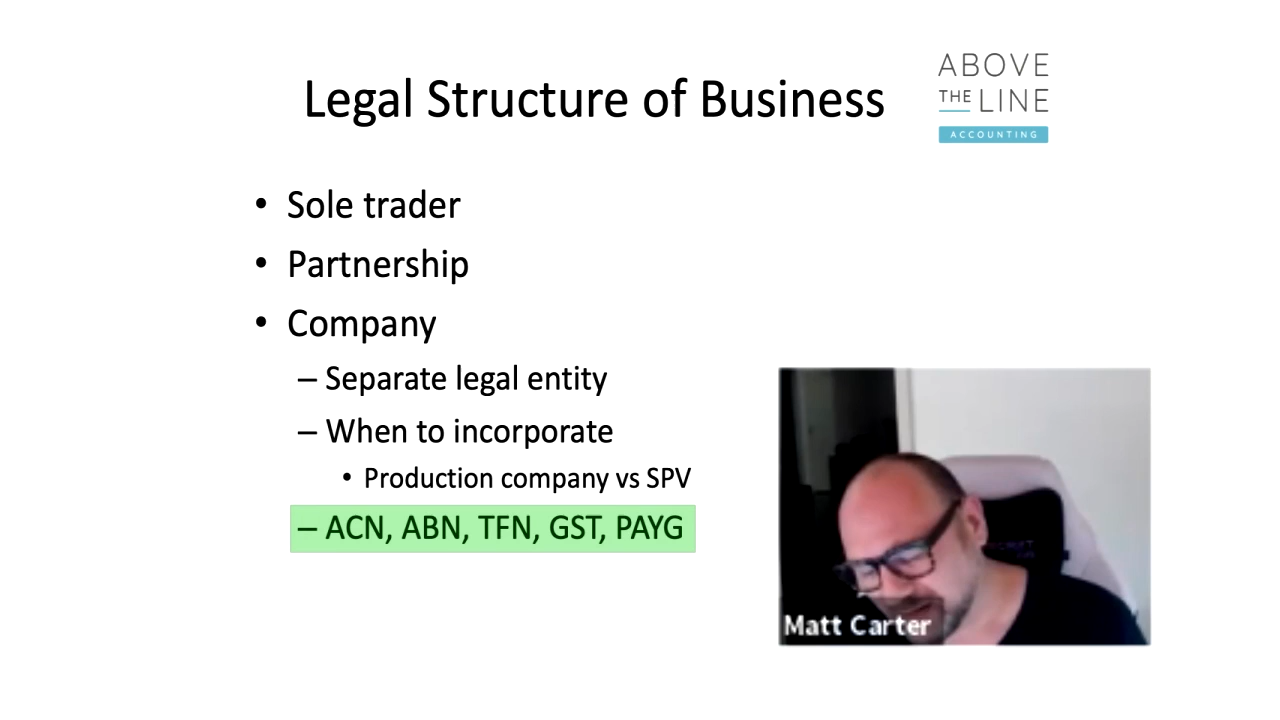 Legal Structure of Business
ABOVE
THE LINE
ACCOUNTING
• Sole trader
• Partnership
• Company
– Separate legal entity
– When to incorporate
• Production company vs SPV
– ACN, ABN, TFN, GST, PAYG
Matt Carter